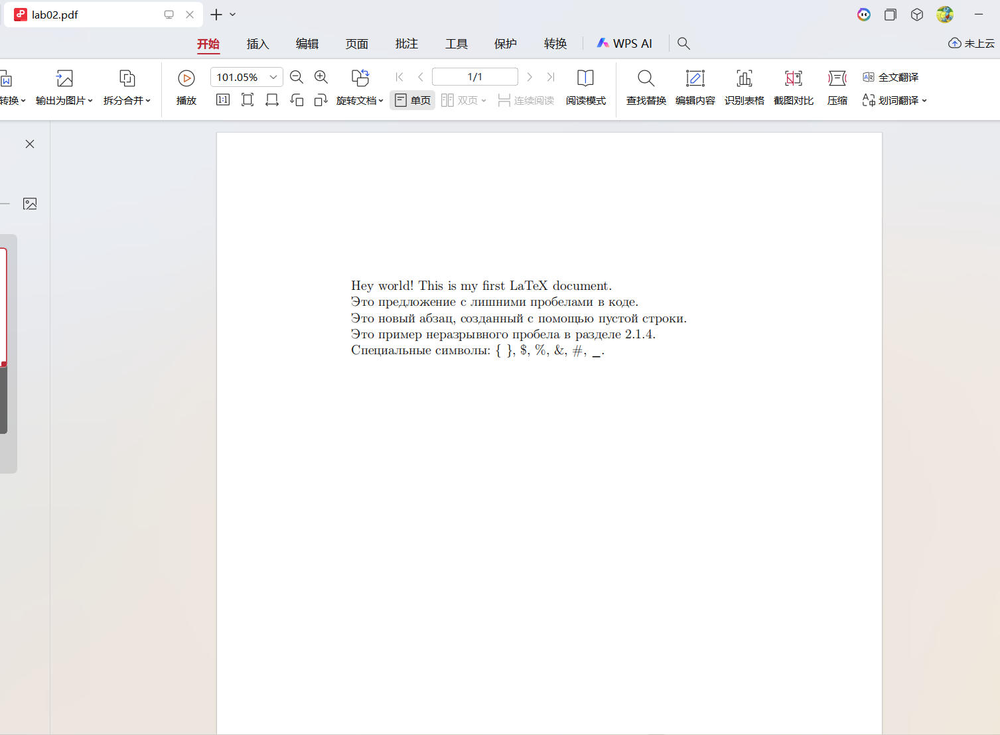 lab02.pdf
开始 插入 编辑 页面 批注 工具 保护 转换 WPS AI 未上云
101.05% 1/1 全文翻译
转换 输出为图片 拆分合并 播放 1:1 旋转文档 单页 双页 连续阅读 阅读模式 查找替换 编辑内容 识别表格 截图对比 压缩 划词翻译
Hey world! This is my first LaTeX document.
Это предложение с лишними пробелами в коде.
Это новый абзац, созданный с помощью пустой строки.
Это пример неразрывного пробела в разделе 2.1.4.
Специальные символы: { }, $, %, &, #, _.